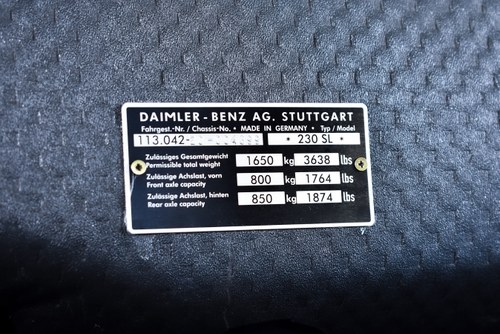 DAIMLER-BENZ AG. STUTTGART
Fahrgest.-Nr. / Chassis-No. • MADE IN GERMANY • Typ / Model
113.042- • 230 SL •
Zulässiges Gesamtgewicht
Permissible total weight 1650 kg 3638 lbs
Zulässige Achslast, vorn
Front axle capacity 800 kg 1764 lbs
Zulässige Achslast, hinten
Rear axle capacity 850 kg 1874 lbs